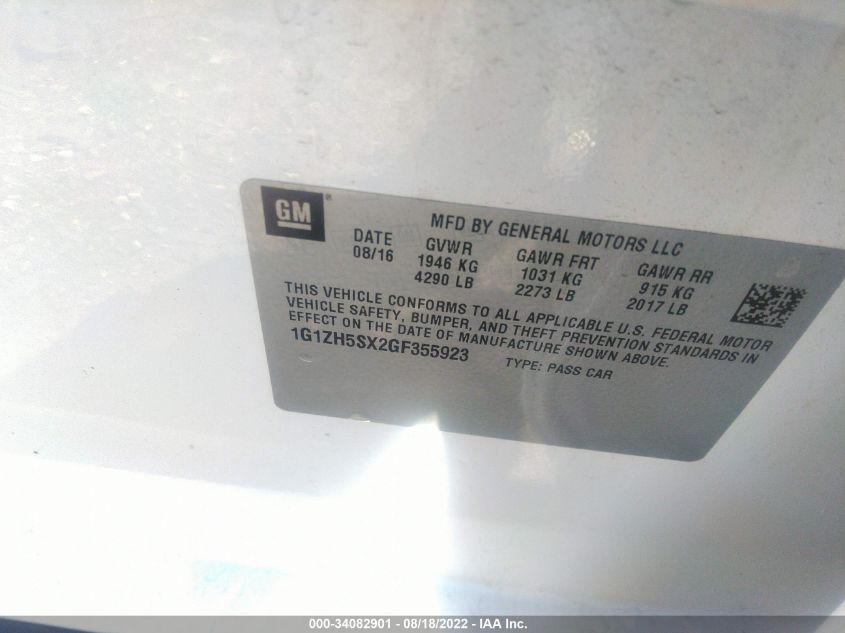 GM®
MFD BY GENERAL MOTORS LLC
DATE GVWR GAWR FRT GAWR RR
08/16 1946 KG 1031 KG 915 KG
4290 LB 2273 LB 2017 LB
THIS VEHICLE CONFORMS TO ALL APPLICABLE U.S. FEDERAL MOTOR
VEHICLE SAFETY, BUMPER, AND THEFT PREVENTION STANDARDS IN
EFFECT ON THE DATE OF MANUFACTURE SHOWN ABOVE.
1G1ZH5SX2GF355923 TYPE: PASS CAR
000-34082901 - 08/18/2022 - IAA Inc.